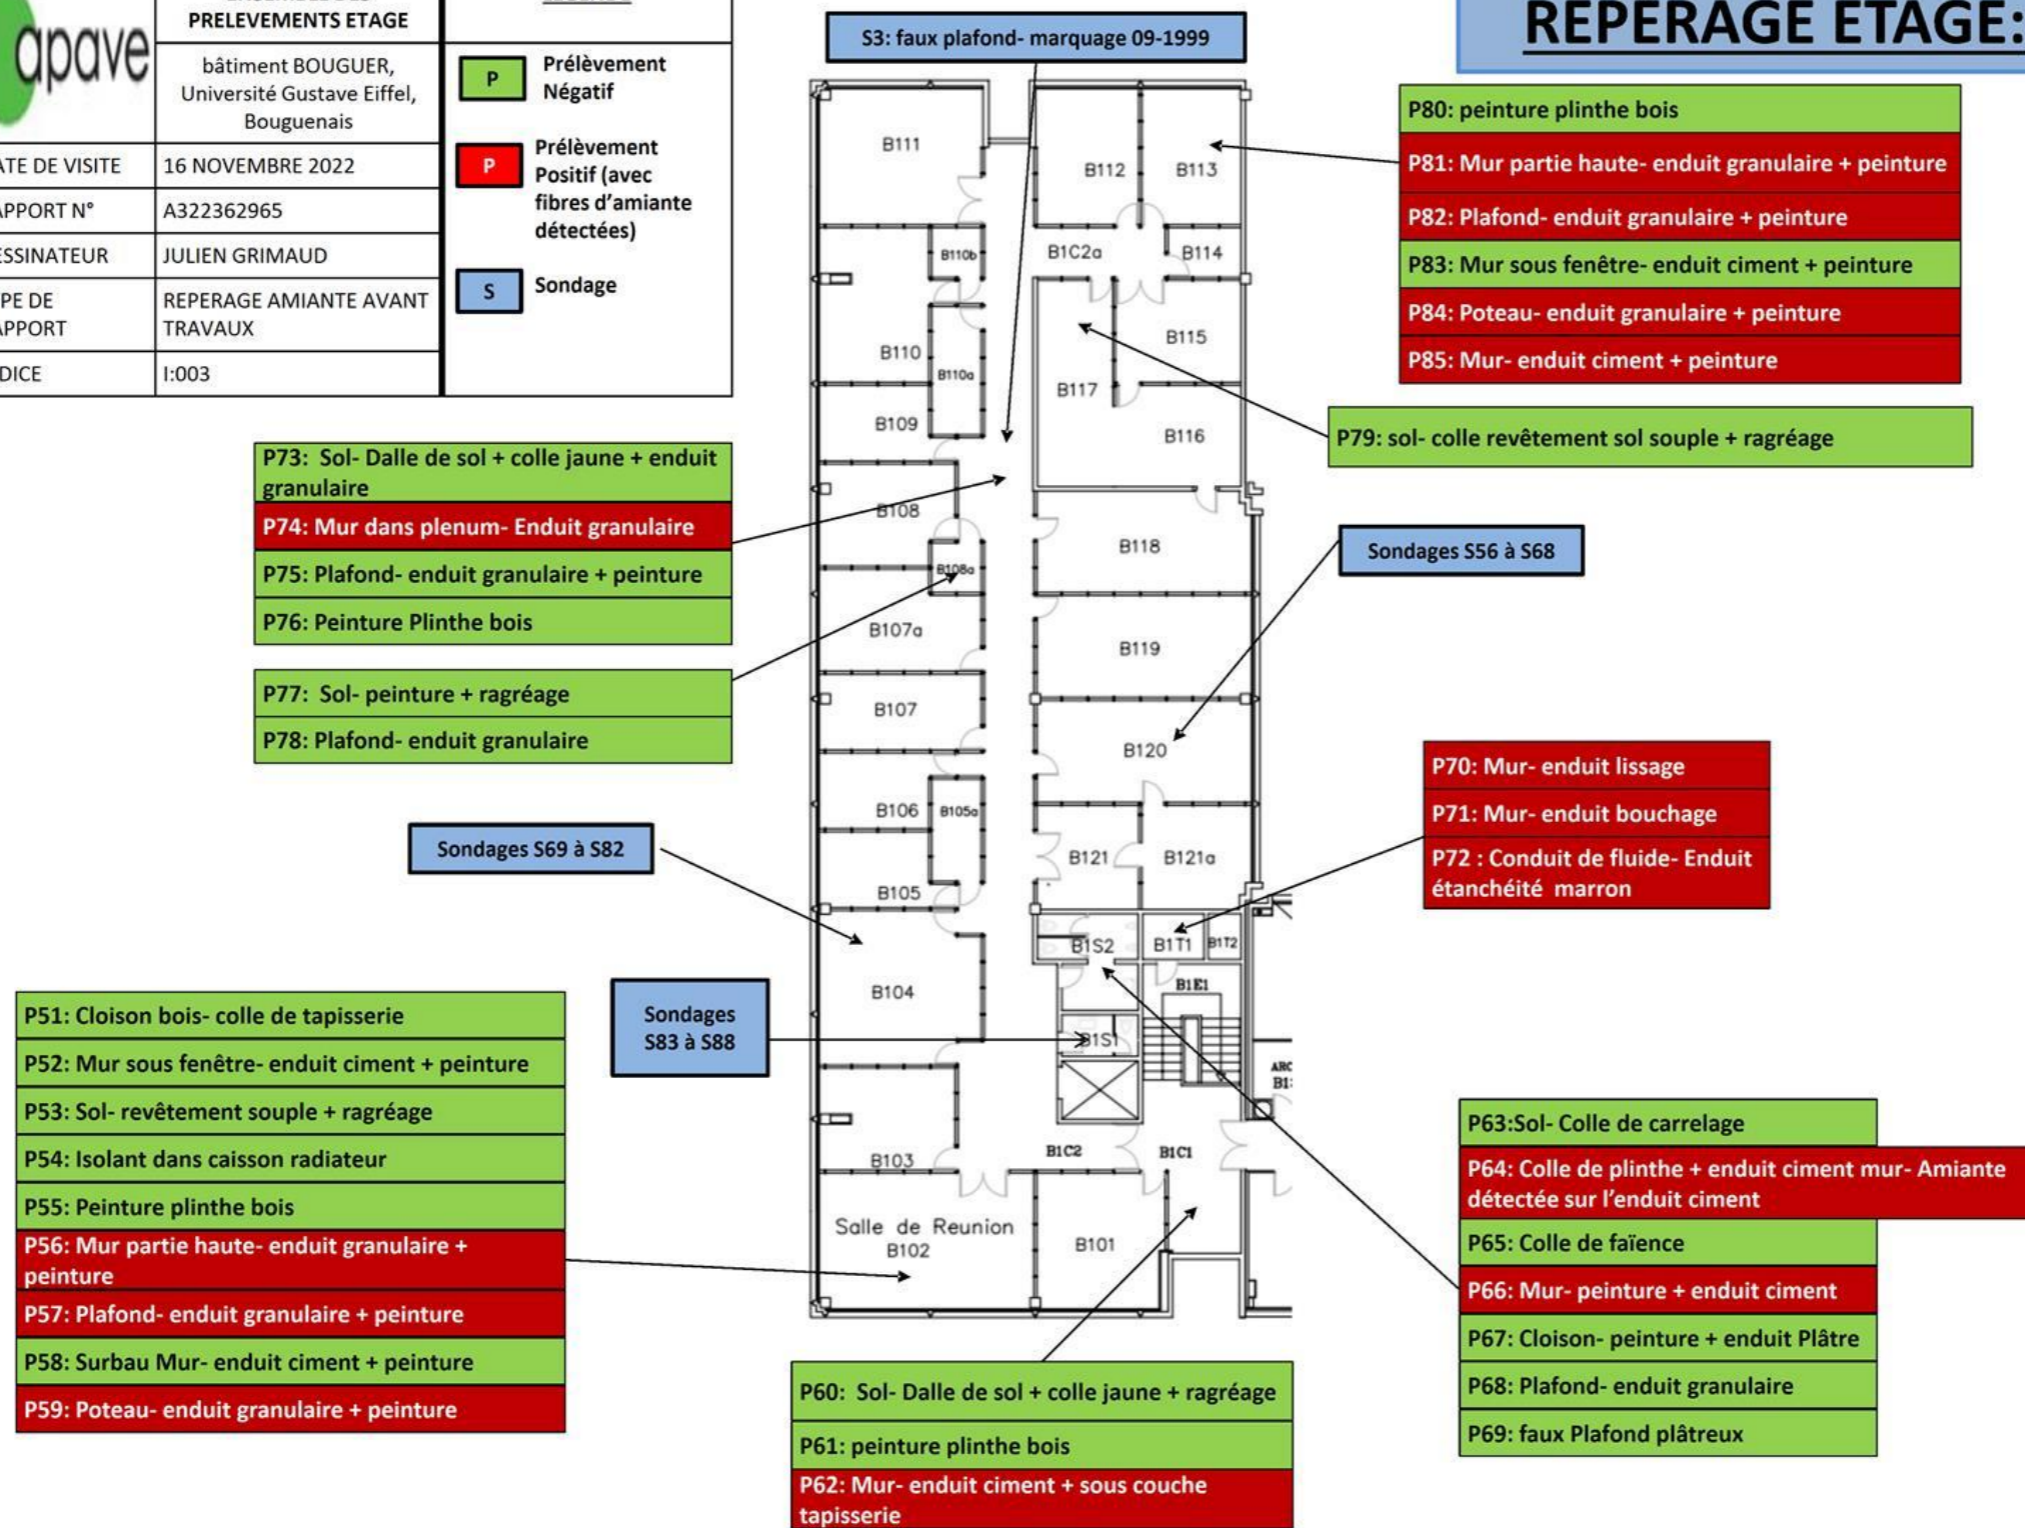 apave
PRELEVEMENTS ETAGE
bâtiment BOUGUER,
Université Gustave Eiffel,
Bouguenais
ATE DE VISITE
16 NOVEMBRE 2022
APPORT N°
A322362965
ESSINATEUR
JULIEN GRIMAUD
PE DE
APPORT
REPERAGE AMIANTE AVANT
TRAVAUX
DICE
I:003
P
Prélèvement
Négatif
P
Prélèvement
Positif (avec
fibres d'amiante
détectées)
S
Sondage
S3: faux plafond- marquage 09-1999
REPERAGE ETAGE:
P80: peinture plinthe bois
P81: Mur partie haute- enduit granulaire + peinture
P82: Plafond- enduit granulaire + peinture
P83: Mur sous fenêtre- enduit ciment + peinture
P84: Poteau- enduit granulaire + peinture
P85: Mur- enduit ciment + peinture
P79: sol- colle revêtement sol souple + ragréage
P73: Sol- Dalle de sol + colle jaune + enduit
granulaire
P74: Mur dans plenum- Enduit granulaire
P75: Plafond- enduit granulaire + peinture
P76: Peinture Plinthe bois
P77: Sol- peinture + ragréage
P78: Plafond- enduit granulaire
Sondages S56 à S68
Sondages S69 à S82
Sondages
S83 à S88
P70: Mur- enduit lissage
P71: Mur- enduit bouchage
P72 : Conduit de fluide- Enduit
étanchéité marron
P51: Cloison bois- colle de tapisserie
P52: Mur sous fenêtre- enduit ciment + peinture
P53: Sol- revêtement souple + ragréage
P54: Isolant dans caisson radiateur
P55: Peinture plinthe bois
P56: Mur partie haute- enduit granulaire +
peinture
P57: Plafond- enduit granulaire + peinture
P58: Surbau Mur- enduit ciment + peinture
P59: Poteau- enduit granulaire + peinture
P60: Sol- Dalle de sol + colle jaune + ragréage
P61: peinture plinthe bois
P62: Mur- enduit ciment + sous couche
tapisserie
P63:Sol- Colle de carrelage
P64: Colle de plinthe + enduit ciment mur- Amiante
détectée sur l'enduit ciment
P65: Colle de faïence
P66: Mur- peinture + enduit ciment
P67: Cloison- peinture + enduit Plâtre
P68: Plafond- enduit granulaire
P69: faux Plafond plâtreux
B111
B112
B113
B110b
B1C2a
B114
B110
B110a
B115
B117
B109
B116
B108
B118
B108a
B107a
B119
B107
B120
B106
B105a
B121
B121a
B105
B1S2
B1T1
B1T2
B104
B1E1
B1S1
ARC
B103
B1C2
B1C1
Salle de Reunion
B102
B101